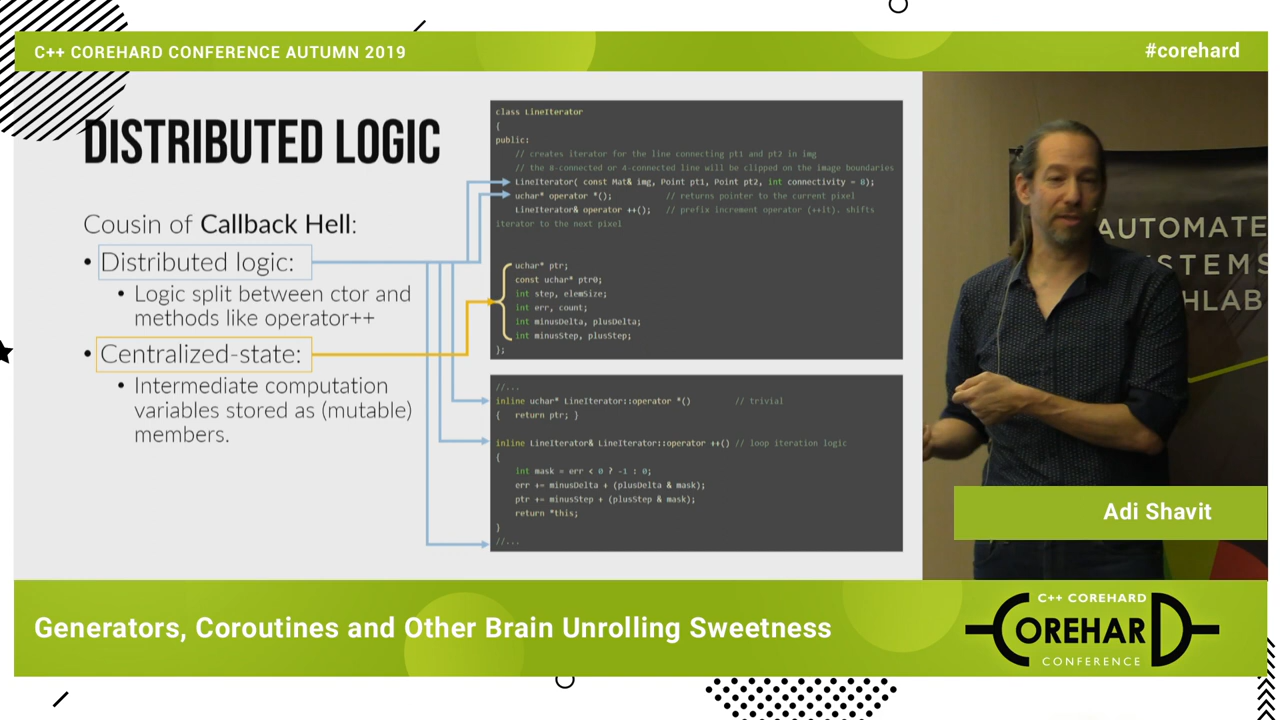 C++ COREHARD CONFERENCE AUTUMN 2019
#corehard
DISTRIBUTED LOGIC
Cousin of Callback Hell:
• Distributed logic:
• Logic split between ctor and
methods like operator++
• Centralized-state:
• Intermediate computation
variables stored as (mutable)
members.
class LineIterator
{
public:
// creates iterator for the line connecting pt1 and pt2 in img
// the 8-connected or 4-connected line will be clipped on the image boundaries
LineIterator( const Mat& img, Point pt1, Point pt2, int connectivity = 8);
uchar* operator *(); // returns pointer to the current pixel
LineIterator& operator ++(); // prefix increment operator (++it). shifts
iterator to the next pixel
uchar* ptr;
const uchar* ptr0;
int step, elemSize;
int err, count;
int minusDelta, plusDelta;
int minusStep, plusStep;
};
//...
inline uchar* LineIterator::operator *() // trivial
{ return ptr; }
inline LineIterator& LineIterator::operator ++() // loop iteration logic
{
int mask = err < 0 ? -1 : 0;
err += minusDelta + (plusDelta & mask);
ptr += minusStep + (plusStep & mask);
return *this;
}
//...
AUTOMATE
STEMS
HLAB
Adi Shavit
Generators, Coroutines and Other Brain Unrolling Sweetness
C++ COREHARD
COREHARD
CONFERENCE